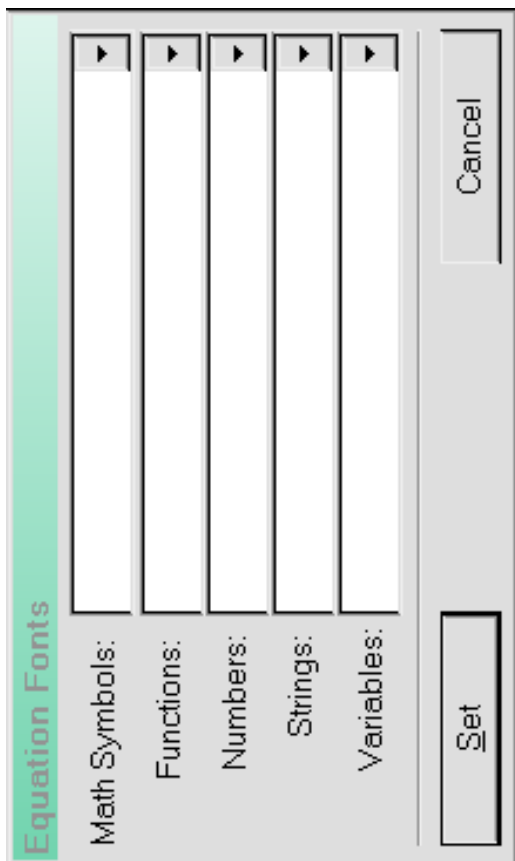 Equation Fonts
Math Symbols:
Functions:
Numbers:
Strings:
Variables:
Set
Cancel